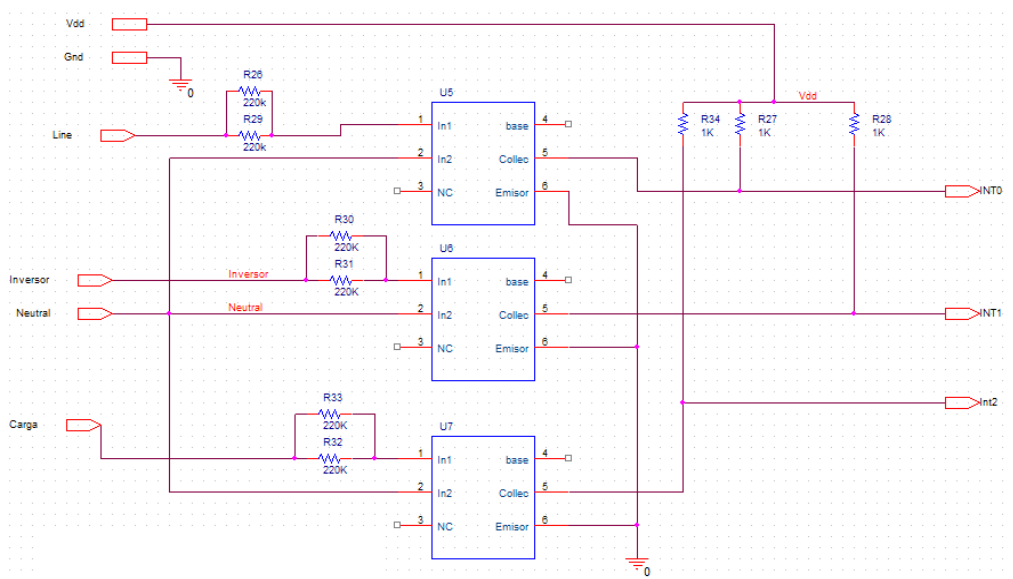 Vdd
Gnd
0
R26
220k
R29
220k
Line
U5
1 In1 base 4
2 In2 Collec 5
3 NC Emisor 6
Vdd
R34
1K
R27
1K
R28
1K
INT0
R30
220K
R31
220K
Inversor
Inversor
Neutral
Neutral
U6
1 In1 base 4
2 In2 Collec 5
3 NC Emisor 6
INT1
Int2
R33
220K
R32
220K
Carga
U7
1 In1 base 4
2 In2 Collec 5
3 NC Emisor 6
0